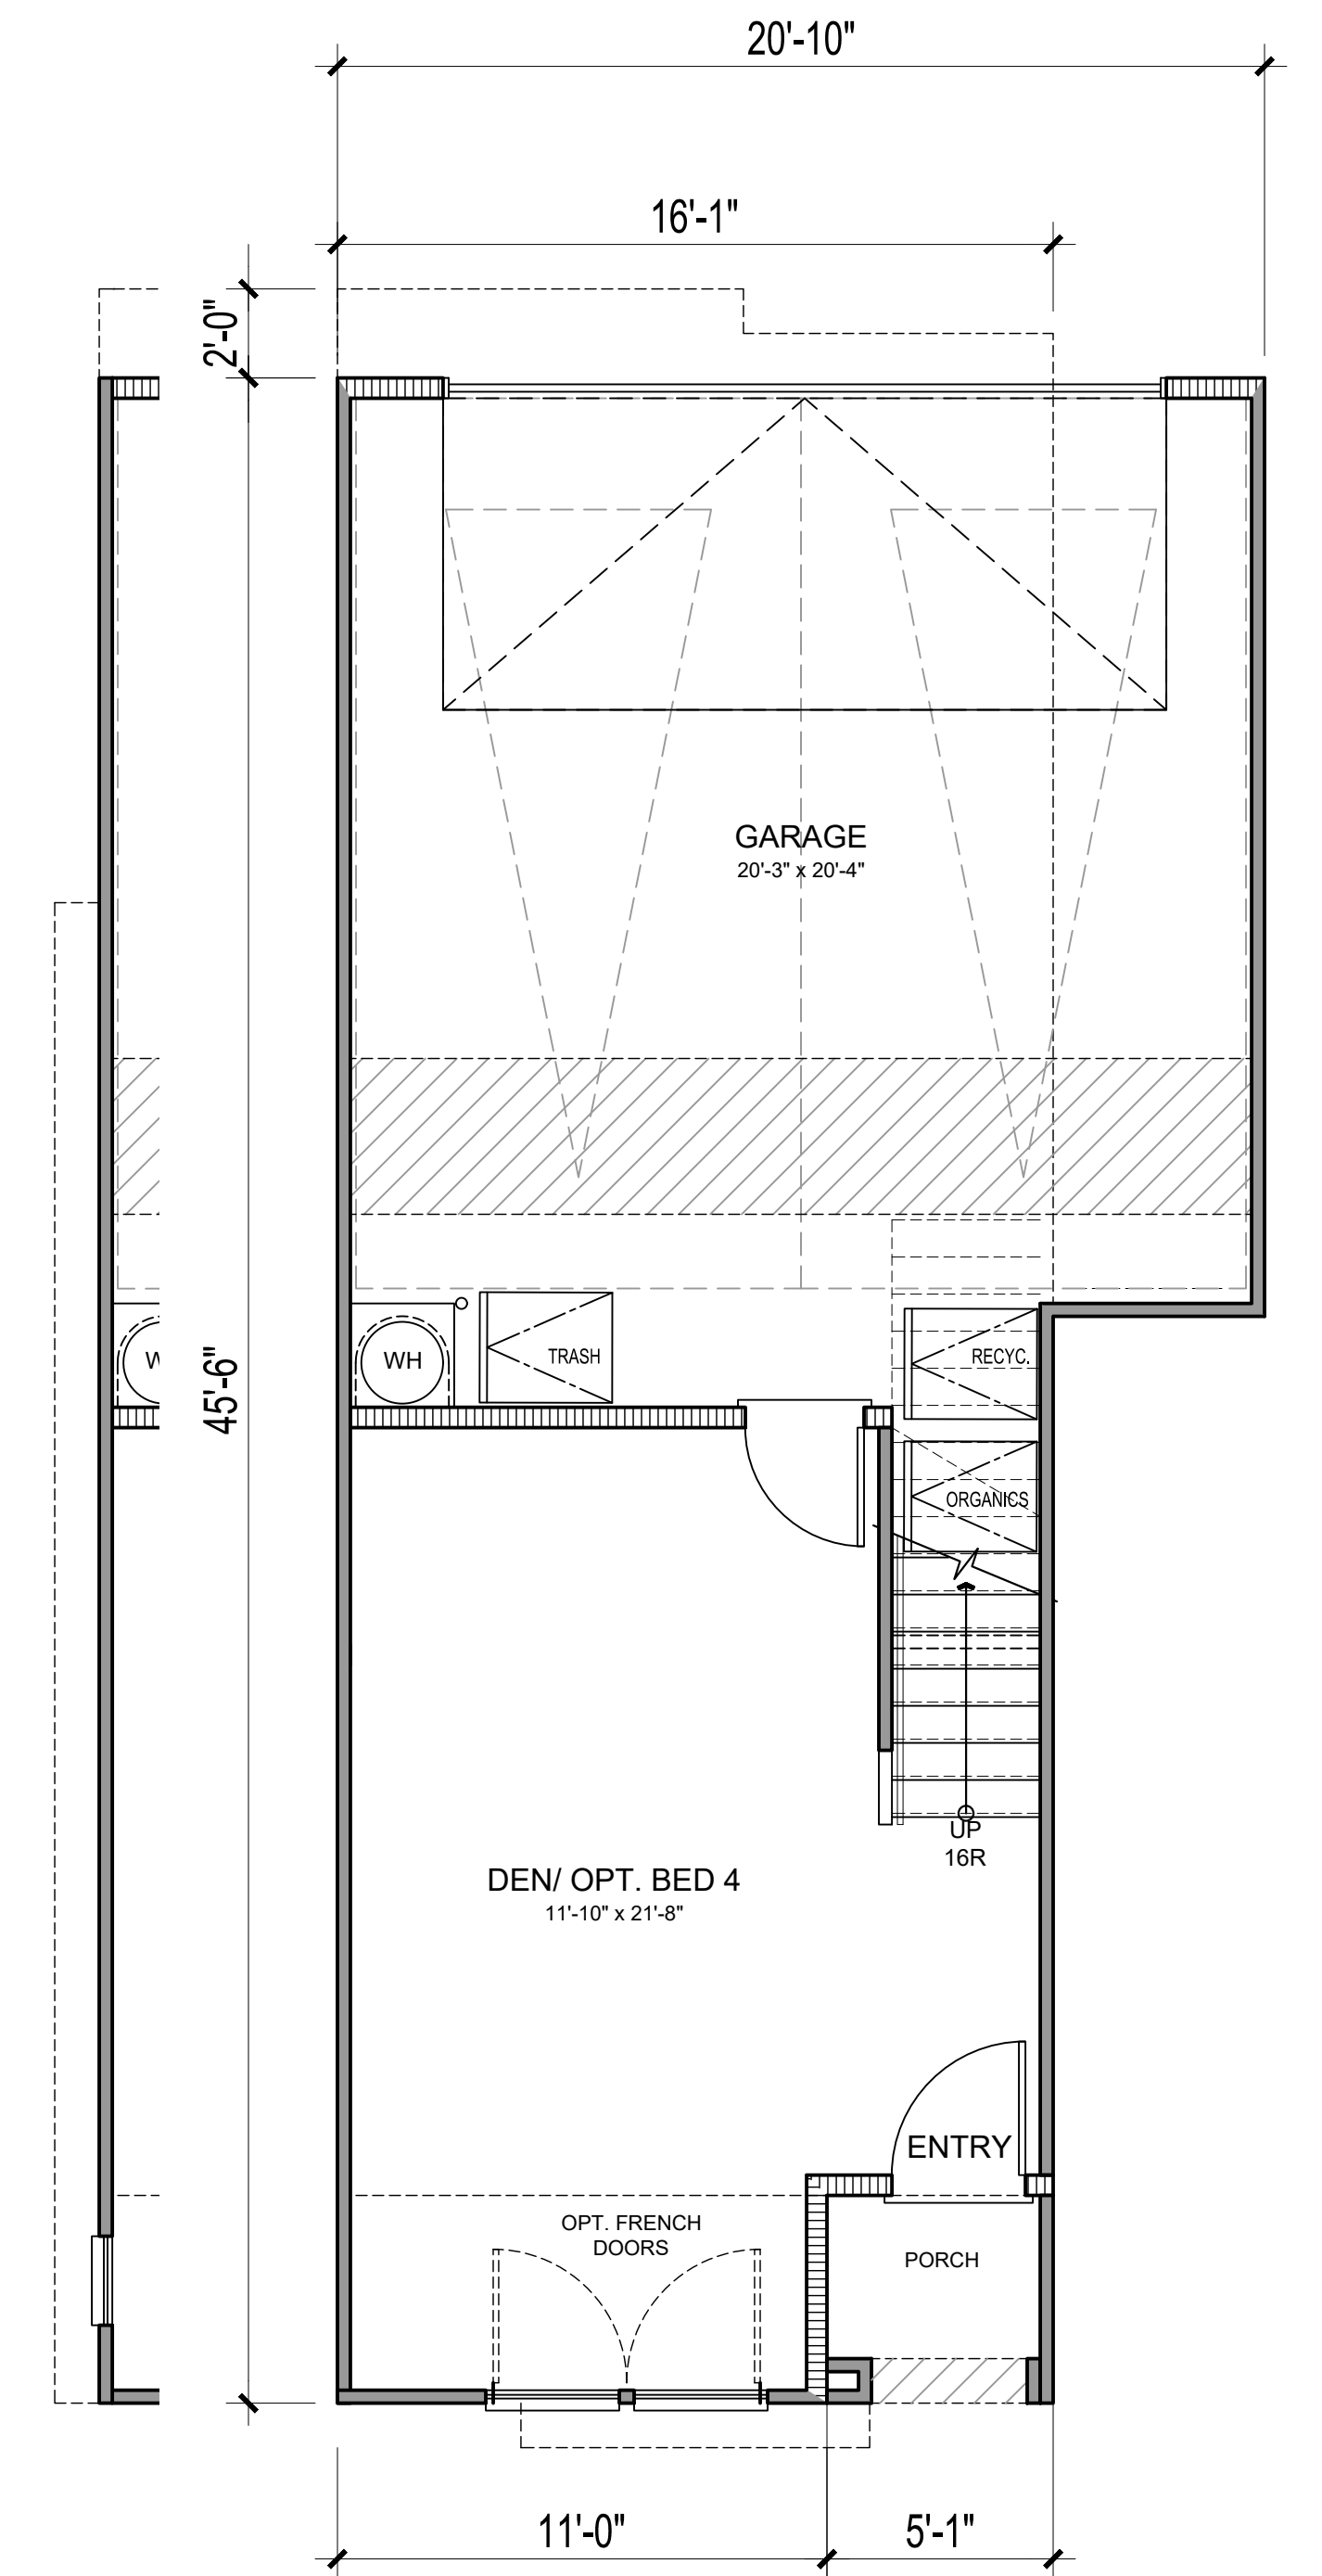 20'-10"
16'-1"
2'-0"
GARAGE
20'-3" x 20'-4"
45'-6"
W
WH
TRASH
RECYC.
ORGANICS
UP
16R
DEN/ OPT. BED 4
11'-10" x 21'-8"
ENTRY
OPT. FRENCH
DOORS
PORCH
11'-0"
5'-1"